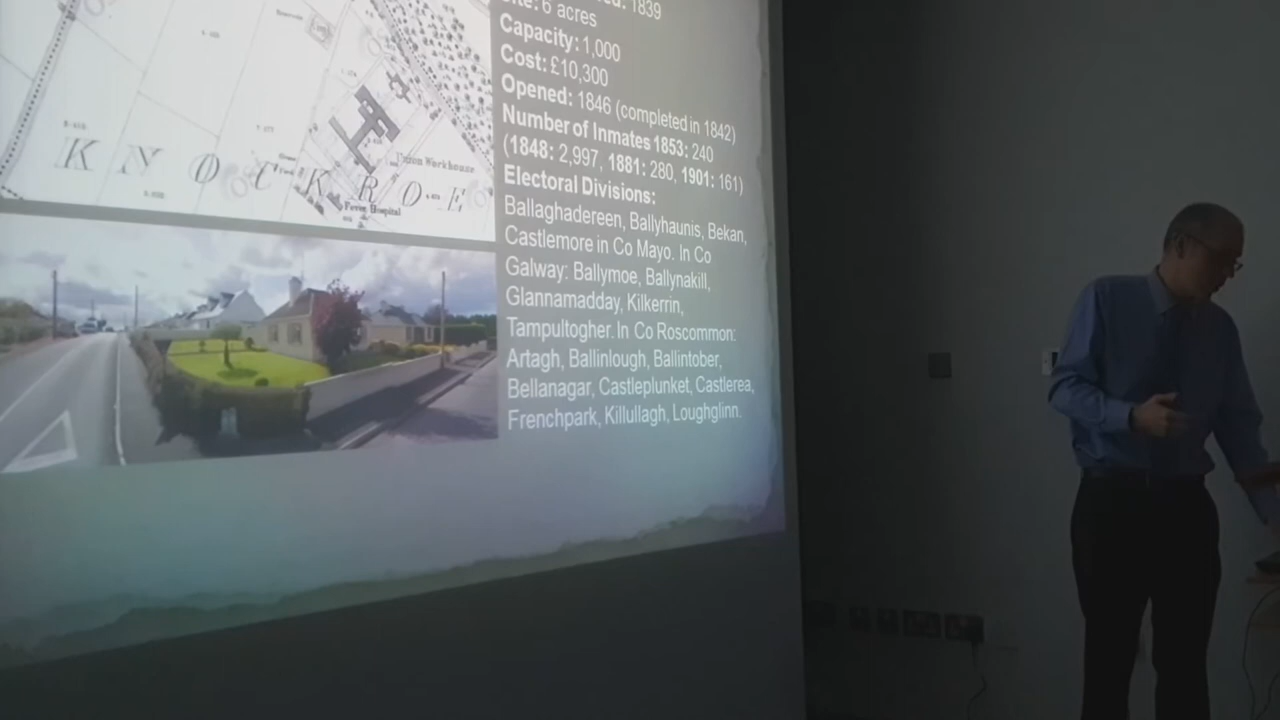 1839
Site: 6 acres
Capacity: 1,000
Cost: £10,300
Opened: 1846 (completed in 1842)
Number of Inmates 1853: 240
(1848: 2,997, 1881: 280, 1901: 161)
Electoral Divisions:
Ballaghadereen, Ballyhaunis, Bekan,
Castlemore in Co Mayo. In Co
Galway: Ballymoe, Ballynakill,
Glannamadday, Kilkerrin,
Tampultogher. In Co Roscommon:
Artagh, Ballinlough, Ballintober,
Bellanagar, Castleplunket, Castlerea,
Frenchpark, Killullagh, Loughglinn.
KNOCKROE
Union Workhouse
Fever Hospital